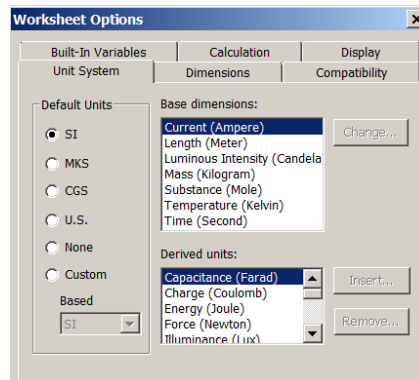 Worksheet Options
Built-In Variables Calculation Display
Unit System Dimensions Compatibility
Default Units
SI
MKS
CGS
U.S.
None
Custom
Based
SI
Base dimensions:
Current (Ampere)
Length (Meter)
Luminous Intensity (Candela
Mass (Kilogram)
Substance (Mole)
Temperature (Kelvin)
Time (Second)
Change...
Derived units:
Capacitance (Farad)
Charge (Coulomb)
Energy (Joule)
Force (Newton)
Illuminance (Lux)
Insert...
Remove...